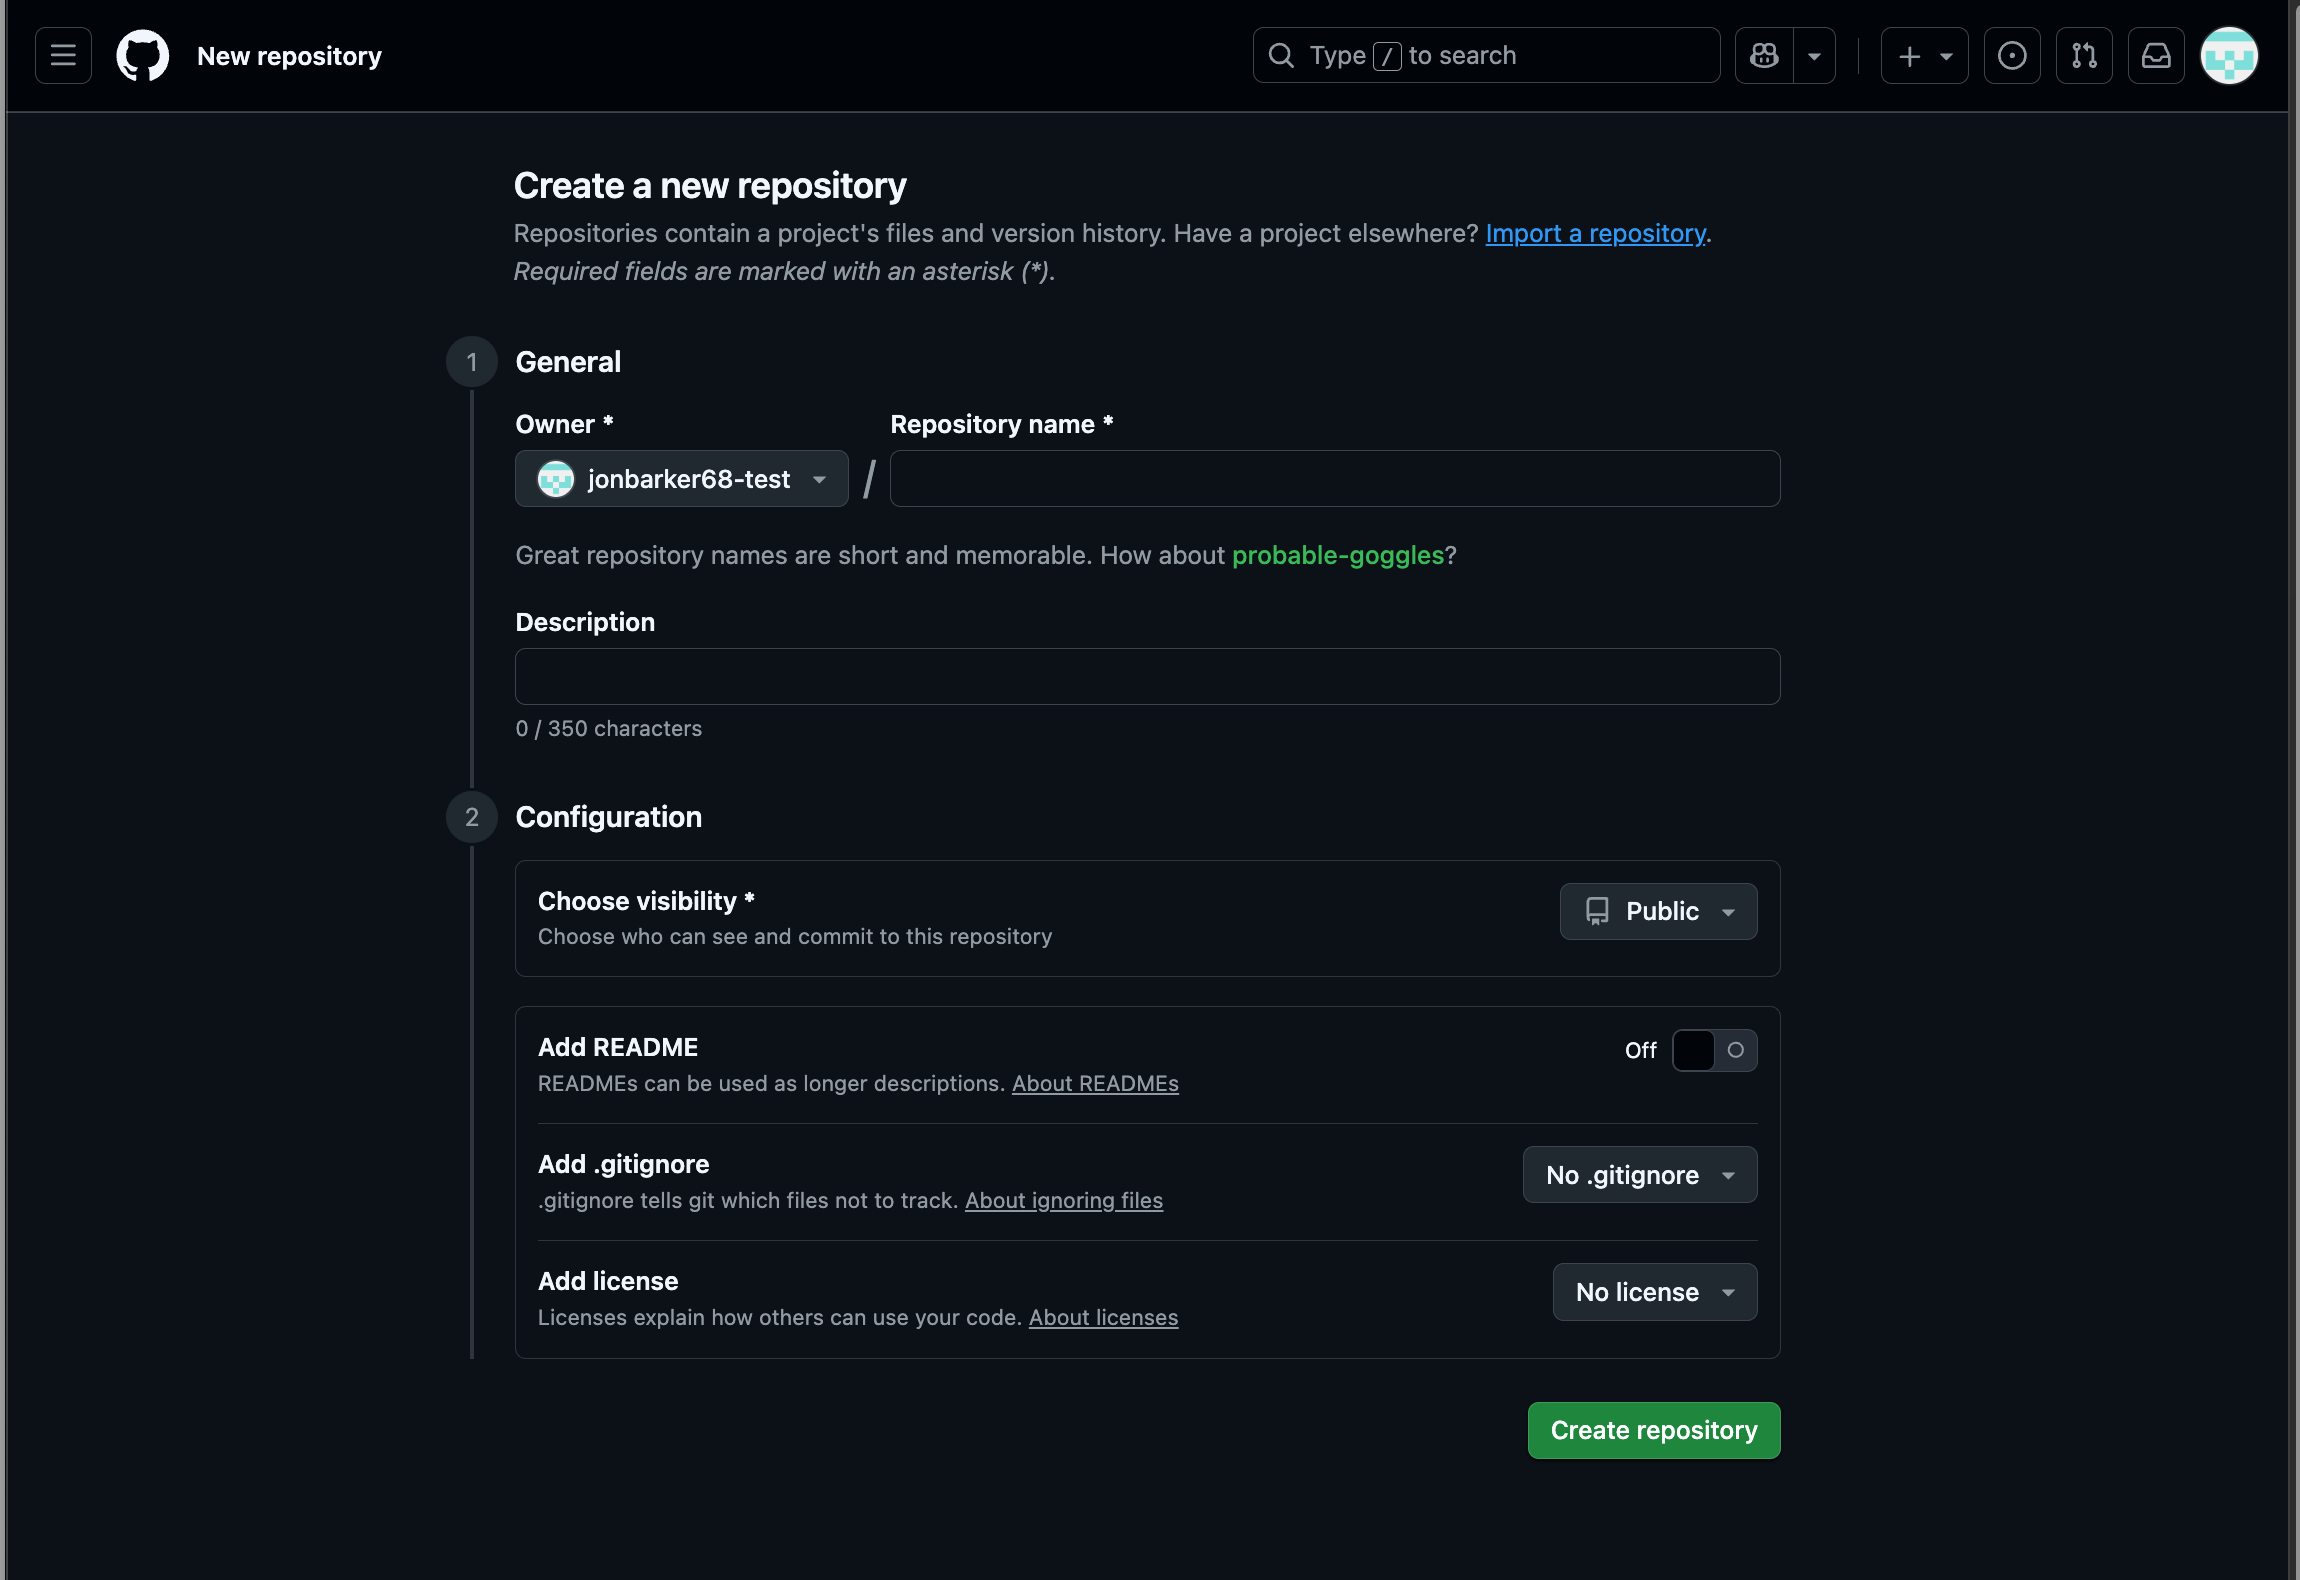 New repository
Type / to search
Create a new repository
Repositories contain a project's files and version history. Have a project elsewhere? Import a repository.
Required fields are marked with an asterisk (*).
1 General
Owner * Repository name *
jonbarker68-test /
Great repository names are short and memorable. How about probable-goggles?
Description
0 / 350 characters
2 Configuration
Choose visibility *
Choose who can see and commit to this repository
Public
Add README
READMEs can be used as longer descriptions. About READMEs
Off
Add .gitignore
.gitignore tells git which files not to track. About ignoring files
No .gitignore
Add license
Licenses explain how others can use your code. About licenses
No license
Create repository